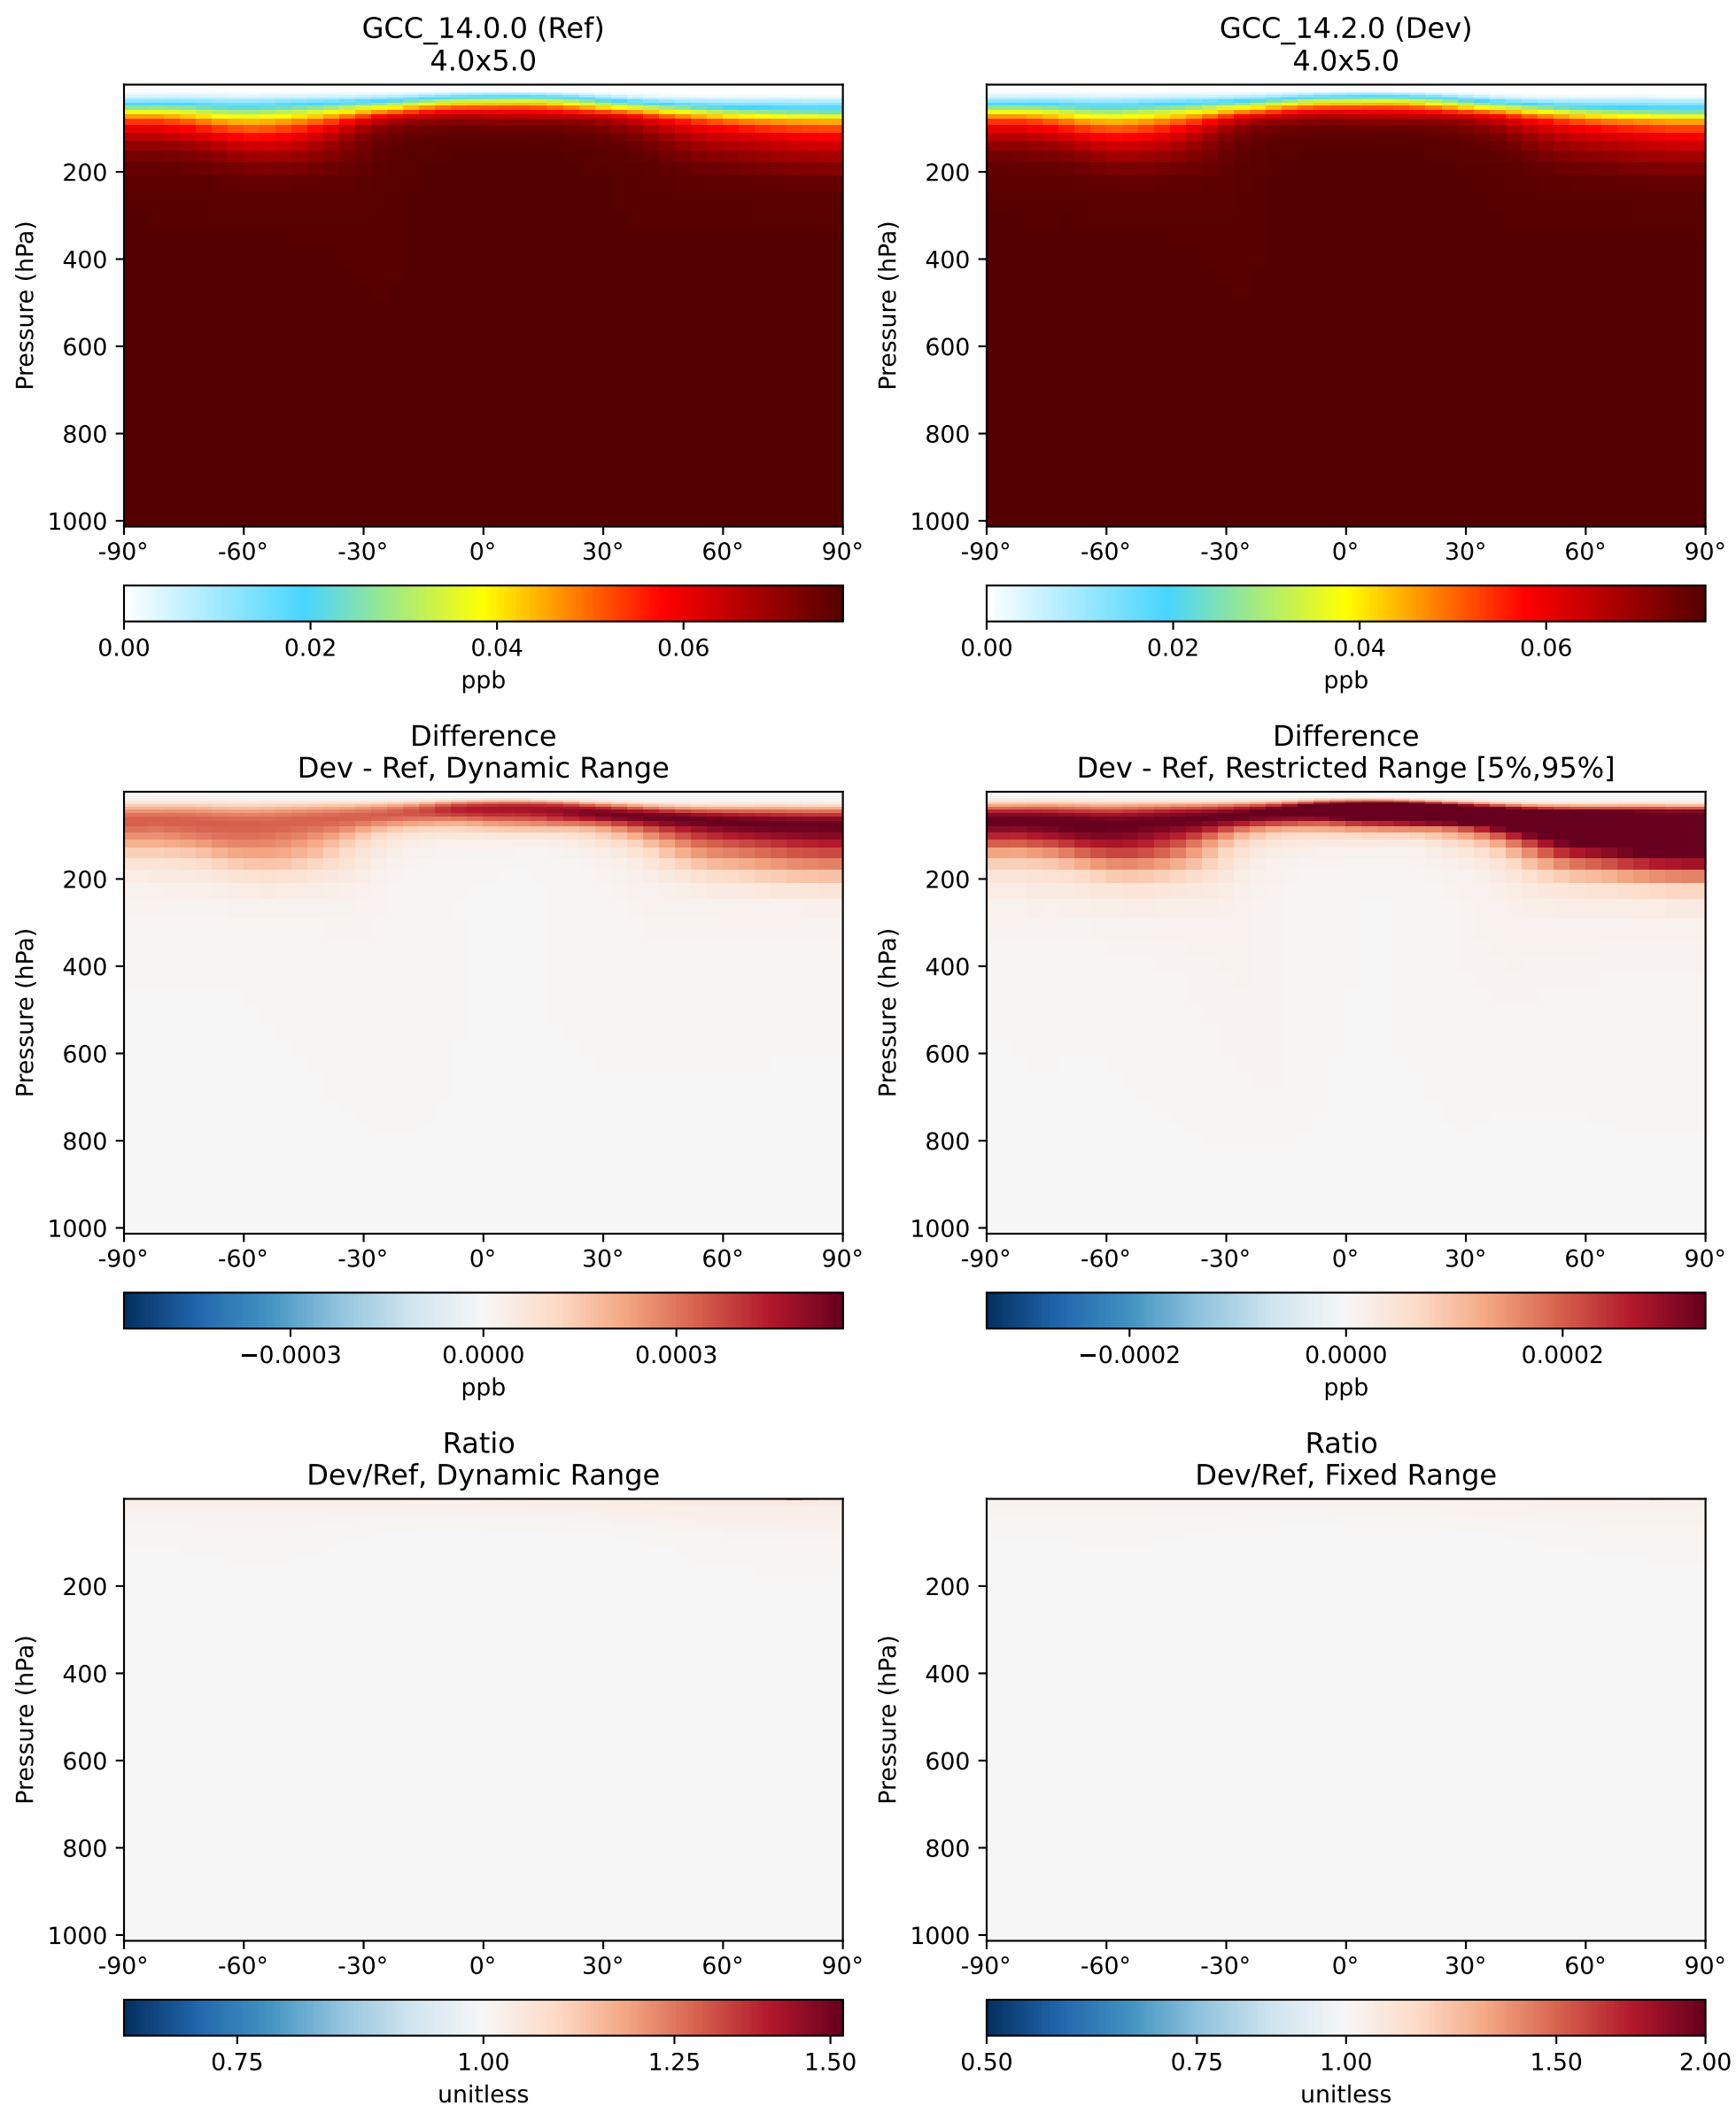 GCC_14.0.0 (Ref)
4.0x5.0
Pressure (hPa)
200
400
600
800
1000
-90° -60° -30° 0° 30° 60° 90°
0.00 0.02 0.04 0.06
ppb
GCC_14.2.0 (Dev)
4.0x5.0
Pressure (hPa)
200
400
600
800
1000
-90° -60° -30° 0° 30° 60° 90°
0.00 0.02 0.04 0.06
ppb
Difference
Dev - Ref, Dynamic Range
Pressure (hPa)
200
400
600
800
1000
-90° -60° -30° 0° 30° 60° 90°
−0.0003 0.0000 0.0003
ppb
Difference
Dev - Ref, Restricted Range [5%,95%]
Pressure (hPa)
200
400
600
800
1000
-90° -60° -30° 0° 30° 60° 90°
−0.0002 0.0000 0.0002
ppb
Ratio
Dev/Ref, Dynamic Range
Pressure (hPa)
200
400
600
800
1000
-90° -60° -30° 0° 30° 60° 90°
0.75 1.00 1.25 1.50
unitless
Ratio
Dev/Ref, Fixed Range
Pressure (hPa)
200
400
600
800
1000
-90° -60° -30° 0° 30° 60° 90°
0.50 0.75 1.00 1.50 2.00
unitless